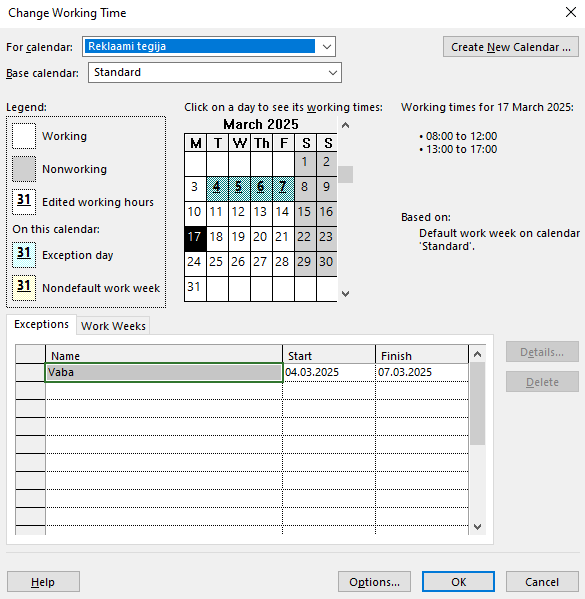 Change Working Time
For calendar: Reklaami tegija Create New Calendar ...
Base calendar: Standard
Legend: Click on a day to see its working times: Working times for 17 March 2025:
Working
Nonworking
31 Edited working hours
On this calendar:
31 Exception day
31 Nondefault work week
March 2025
M T W Th F S S
1 2
3 4 5 6 7 8 9
10 11 12 13 14 15 16
17 18 19 20 21 22 23
24 25 26 27 28 29 30
31
• 08:00 to 12:00
• 13:00 to 17:00
Based on:
Default work week on calendar
'Standard'.
Exceptions Work Weeks
Name Start Finish
Vaba 04.03.2025 07.03.2025
Details...
Delete
Help Options... OK Cancel